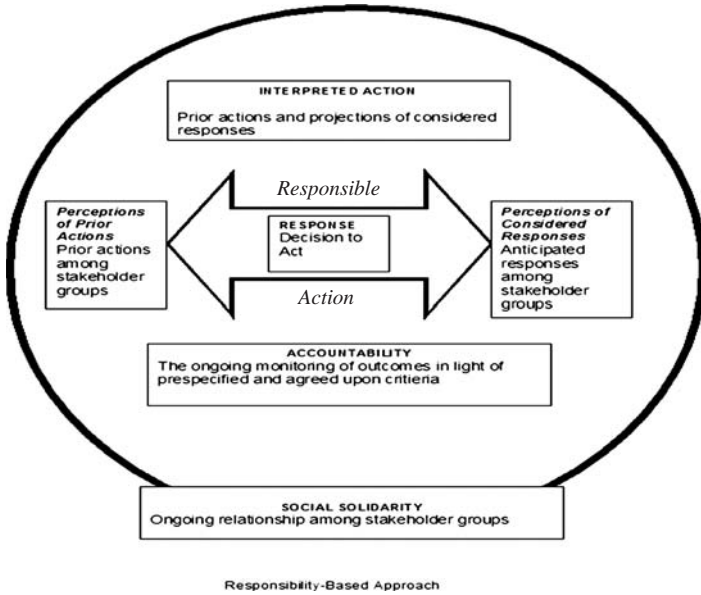 INTERPRETED ACTION
Prior actions and projections of considered
responses
Responsible
Perceptions
of Prior
Actions
Prior actions
among
stakeholder
groups
RESPONSE
Decision to
Act
Perceptions of
Considered
Responses
Anticipated
responses
among
stakeholder
groups
Action
ACCOUNTABILITY
The ongoing monitoring of outcomes in light of
prespecified and agreed upon critieria
SOCIAL SOLIDARITY
Ongoing relationship among stakeholder groups
Responsibility-Based Approach